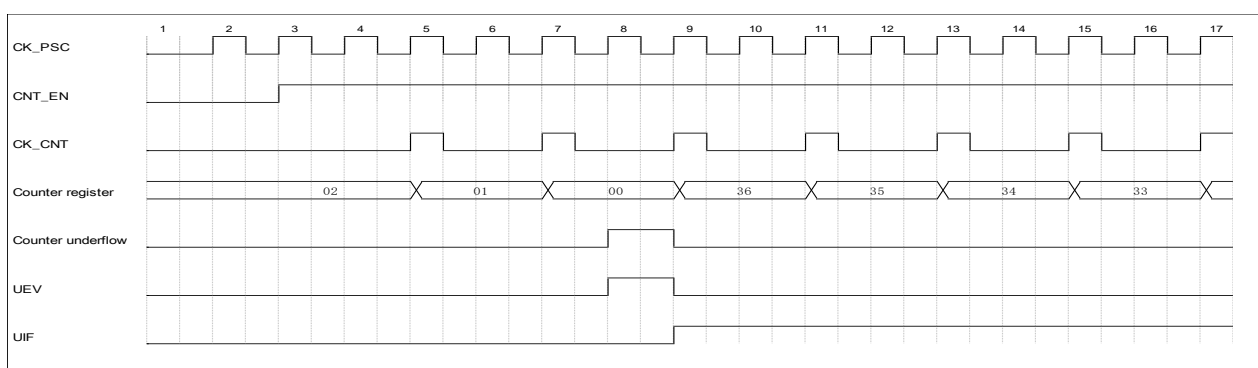 1 2 3 4 5 6 7 8 9 10 11 12 13 14 15 16 17
CK_PSC
CNT_EN
CK_CNT
Counter register 02 01 00 36 35 34 33
Counter underflow
UEV
UIF